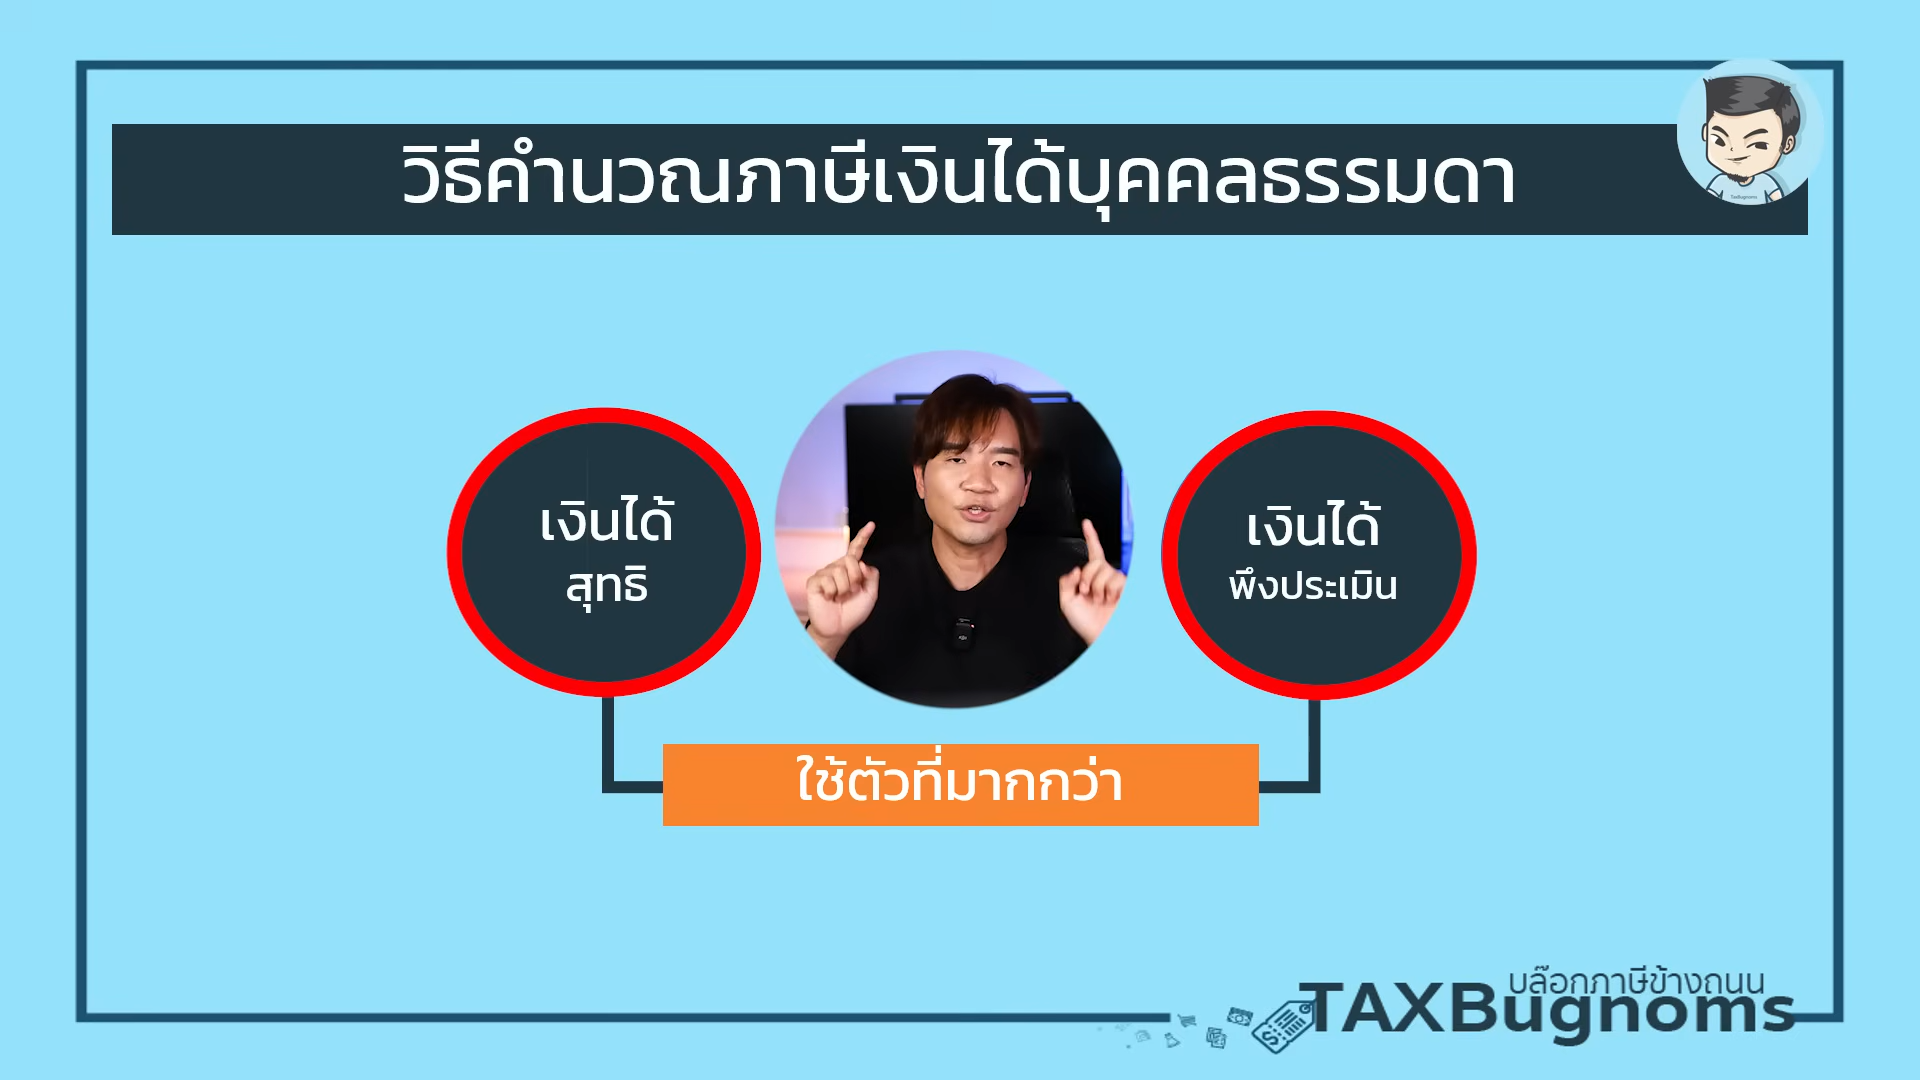 วิธีคำนวณภาษีเงินได้บุคคลธรรมดา
เงินได้
สุทธิ
เงินได้
พึงประเมิน
ใช้ตัวที่มากกว่า
บล๊อกภาษีข้างถนน
TAXBugnoms